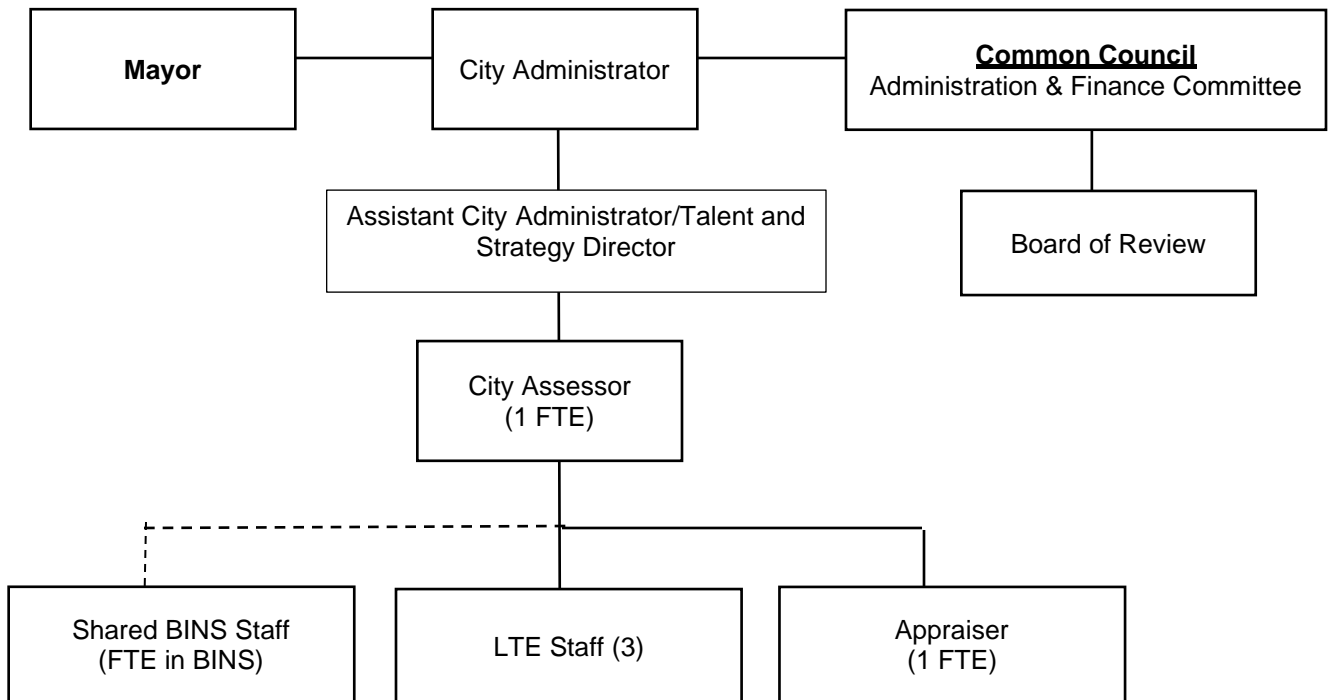 Mayor
City Administrator
Common Council
Administration & Finance Committee
Assistant City Administrator/Talent and
Strategy Director
Board of Review
City Assessor
(1 FTE)
Shared BINS Staff
(FTE in BINS)
LTE Staff (3)
Appraiser
(1 FTE)